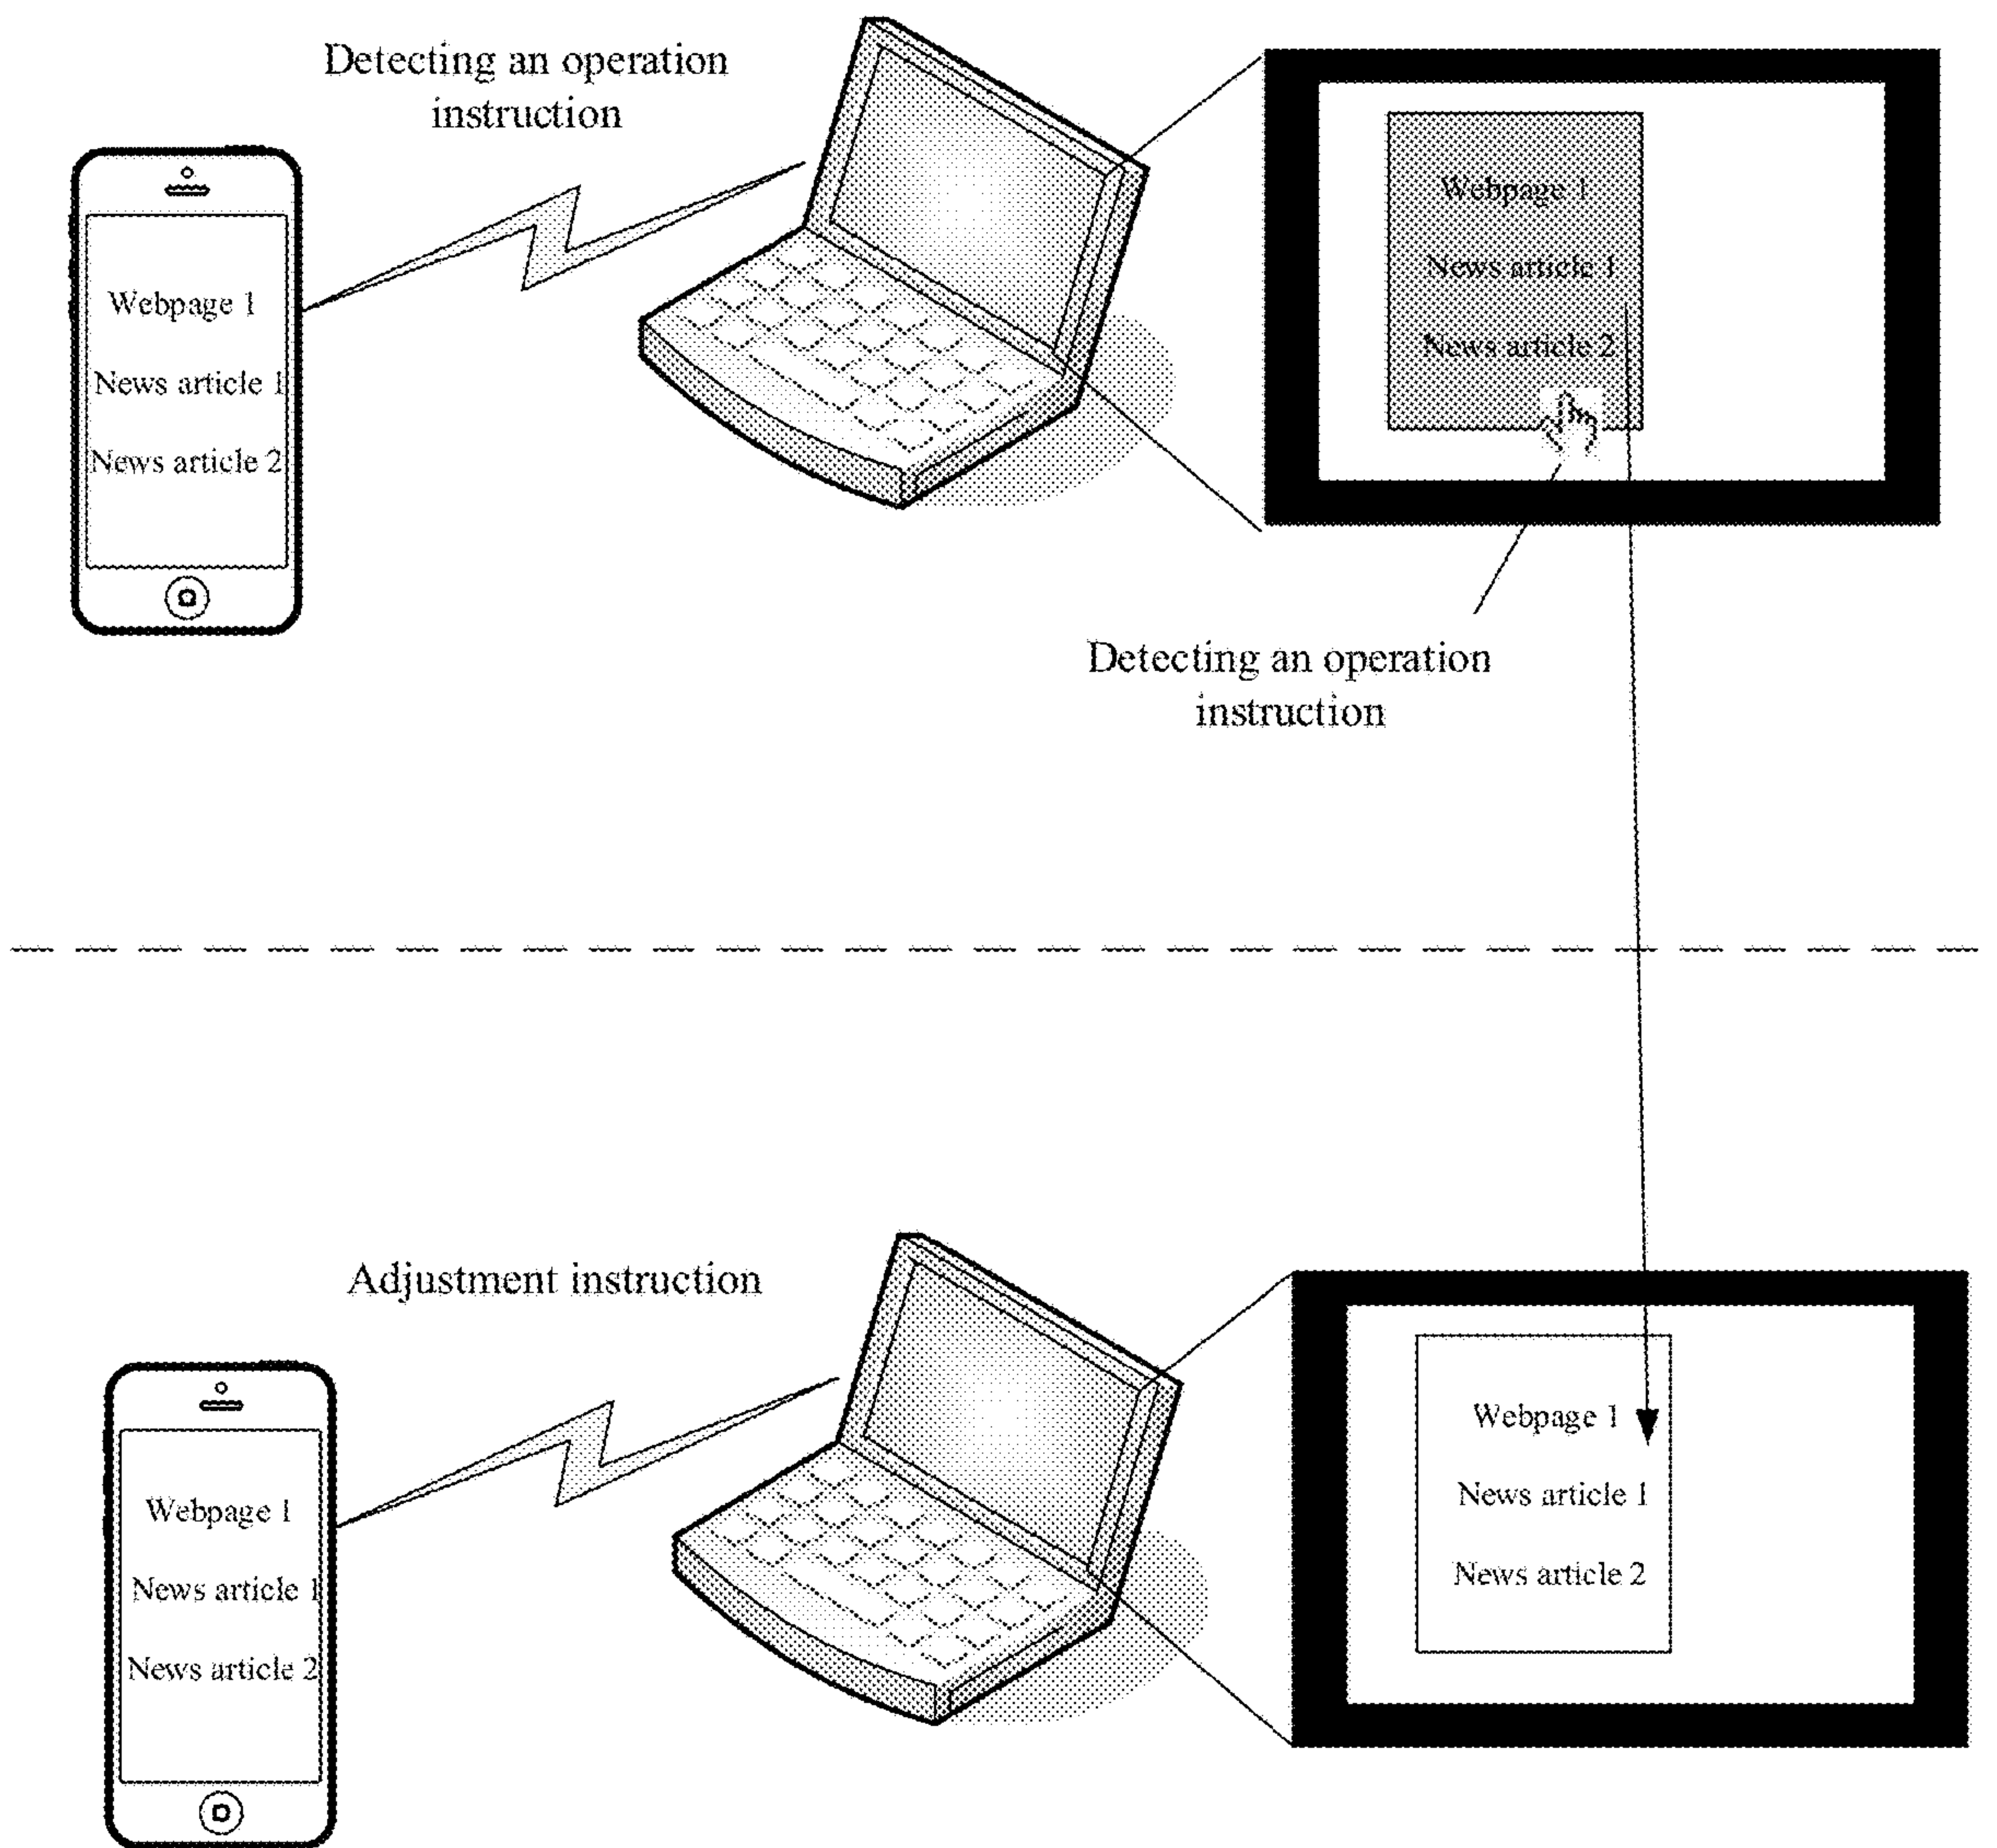 Detecting an operation
instruction
Webpage 1
News article 1
News article 2
Webpage 1
News article 1
News article 2
Detecting an operation
instruction
Adjustment instruction
Webpage 1
News article 1
News article 2
Webpage 1
News article 1
News article 2